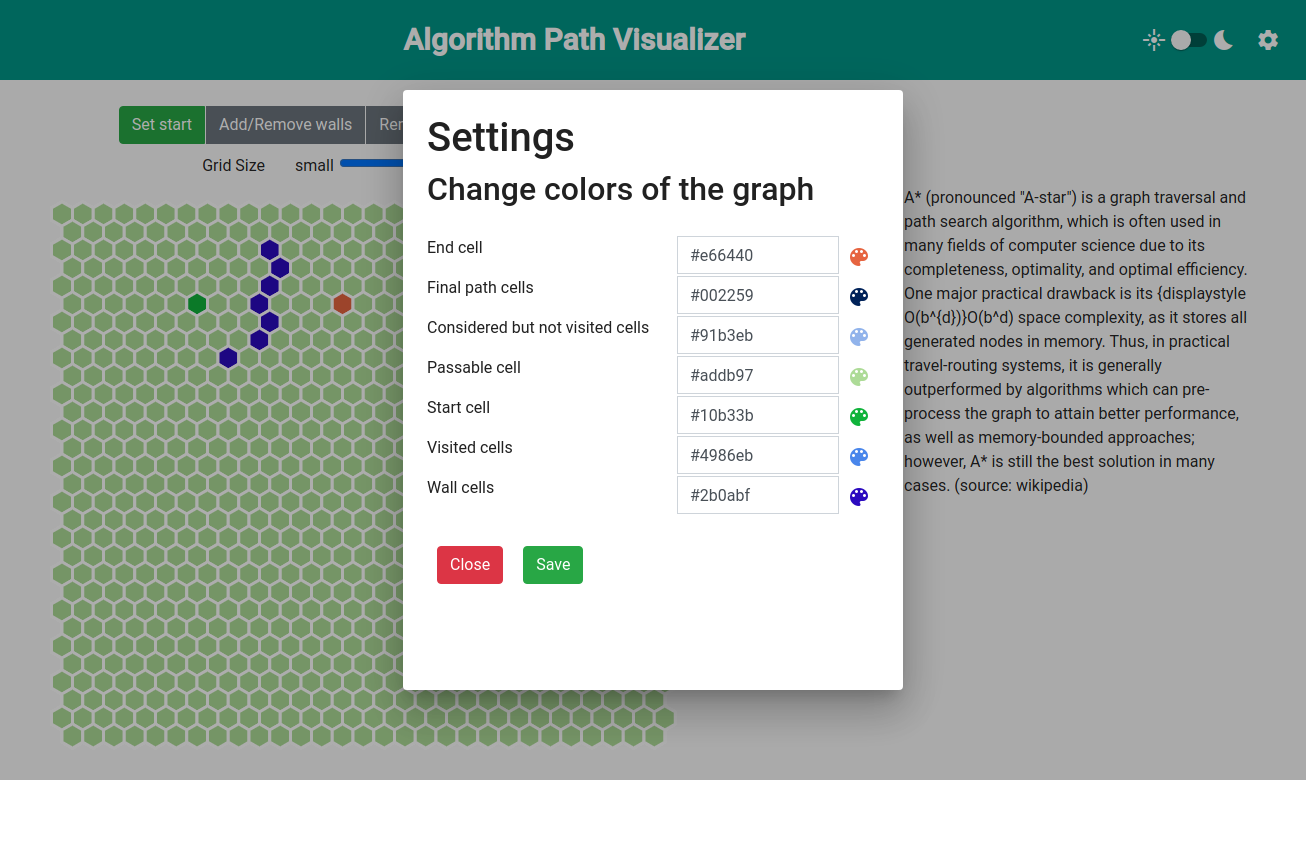 Algorithm Path Visualizer
Set start
Add/Remove walls
Grid Size
small
Settings
Change colors of the graph
End cell
#e66440
Final path cells
#002259
Considered but not visited cells
#91b3eb
Passable cell
#addb97
Start cell
#10b33b
Visited cells
#4986eb
Wall cells
#2b0abf
Close
Save
A* (pronounced "A-star") is a graph traversal and
path search algorithm, which is often used in
many fields of computer science due to its
completeness, optimality, and optimal efficiency.
One major practical drawback is its {displaystyle
O(b^{d})}O(b^d) space complexity, as it stores all
generated nodes in memory. Thus, in practical
travel-routing systems, it is generally
outperformed by algorithms which can pre-
process the graph to attain better performance,
as well as memory-bounded approaches;
however, A* is still the best solution in many
cases. (source: wikipedia)